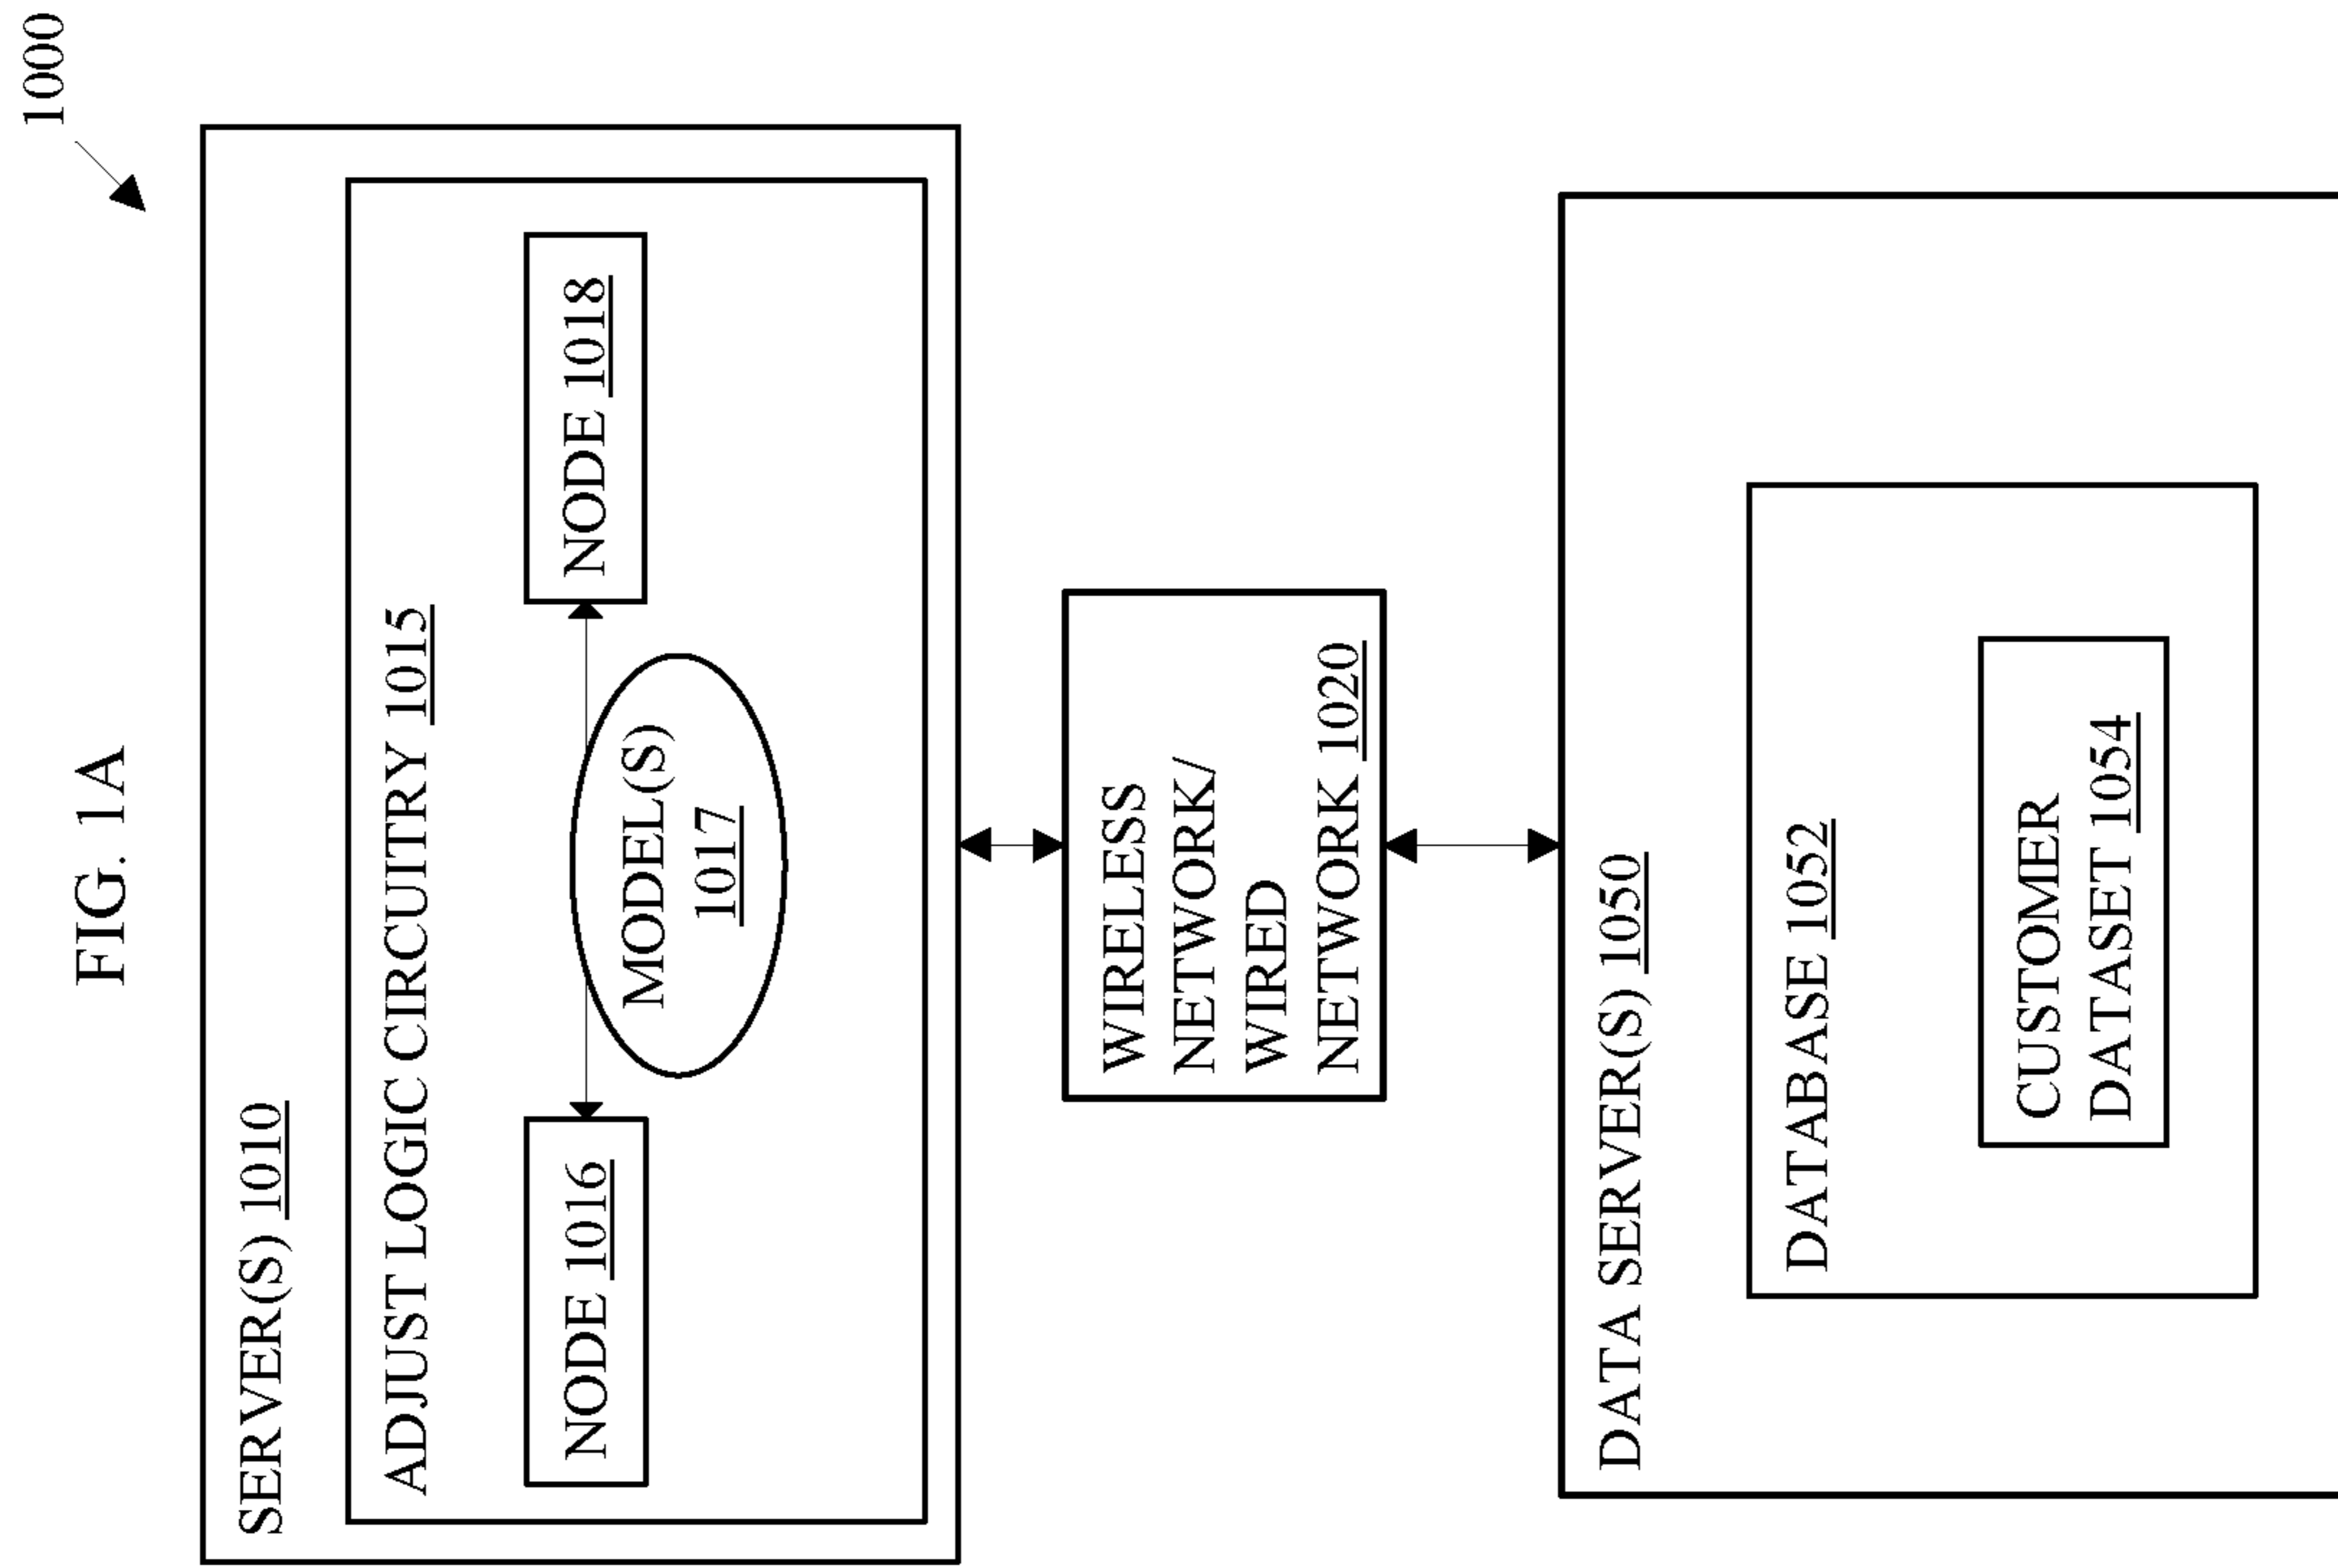 FIG. 1A
1000
SERVER(S) 1010
ADJUST LOGIC CIRCUITRY 1015
NODE 1016
NODE 1018
MODEL(S)
1017
WIRELESS
NETWORK/
WIRED
NETWORK 1020
DATA SERVER(S) 1050
DATABASE 1052
CUSTOMER
DATASET 1054